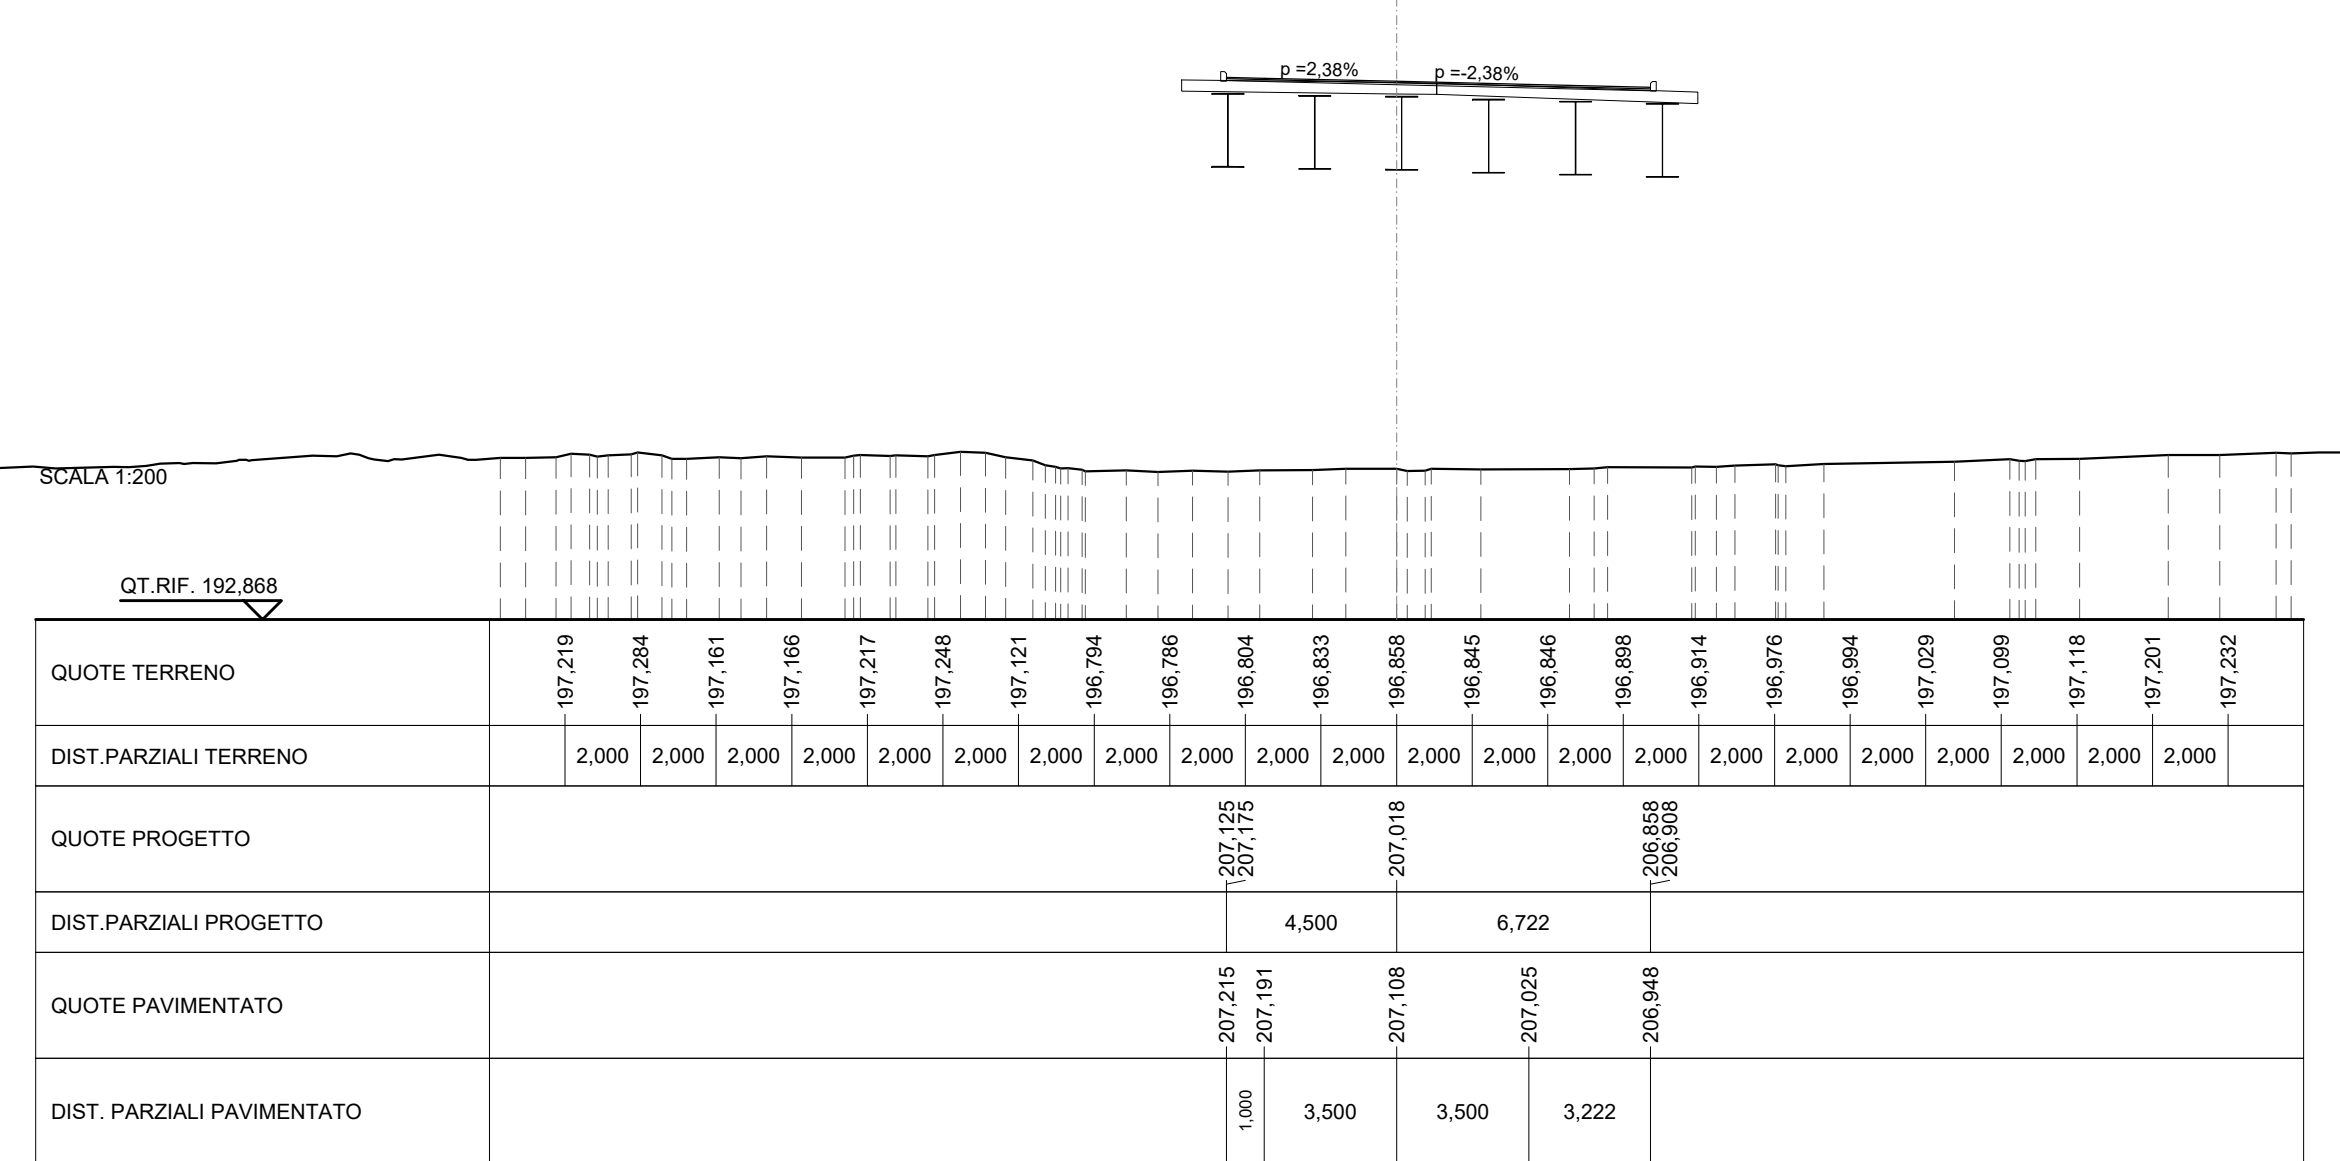 p =2,38%
p =-2,38%
SCALA 1:200
QT.RIF. 192,868
QUOTE TERRENO 197,219 197,284 197,161 197,166 197,217 197,248 197,121 196,794 196,786 196,804 196,833 196,858 196,845 196,846 196,898 196,914 196,976 196,994 197,029 197,099 197,118 197,201 197,232
DIST.PARZIALI TERRENO 2,000 2,000 2,000 2,000 2,000 2,000 2,000 2,000 2,000 2,000 2,000 2,000 2,000 2,000 2,000 2,000 2,000 2,000 2,000 2,000 2,000 2,000
QUOTE PROGETTO 207,125 207,175 207,018 206,858 206,908
DIST.PARZIALI PROGETTO 4,500 6,722
QUOTE PAVIMENTATO 207,215 207,191 207,108 207,025 206,948
DIST. PARZIALI PAVIMENTATO 1,000 3,500 3,500 3,222